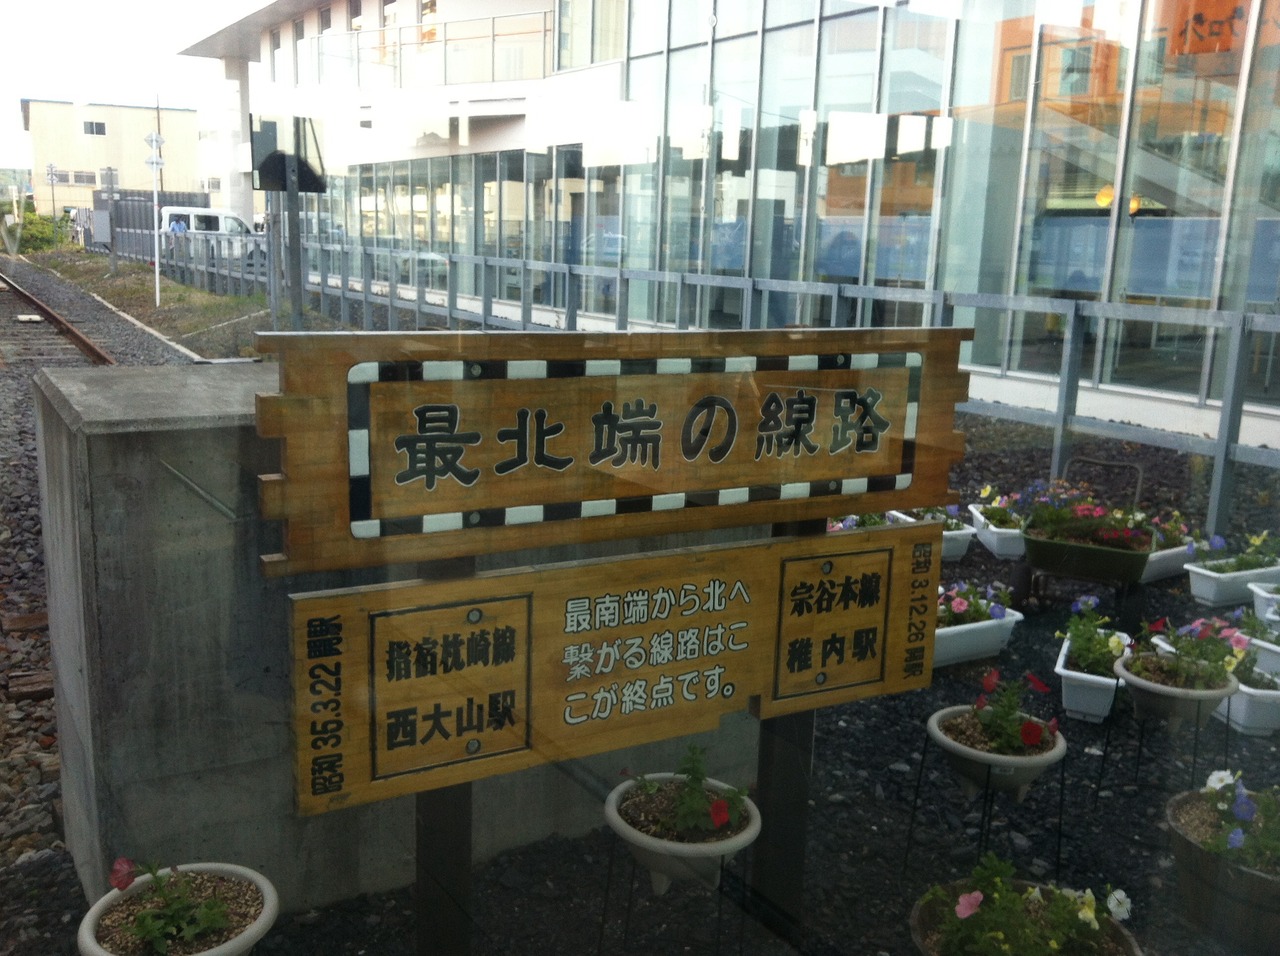 最北端の線路
昭和35.3.22開駅
指宿枕崎線
西大山駅
最南端から北へ
繋がる線路はこ
こが終点です。
宗谷本線
稚内駅
昭和3.12.26開駅